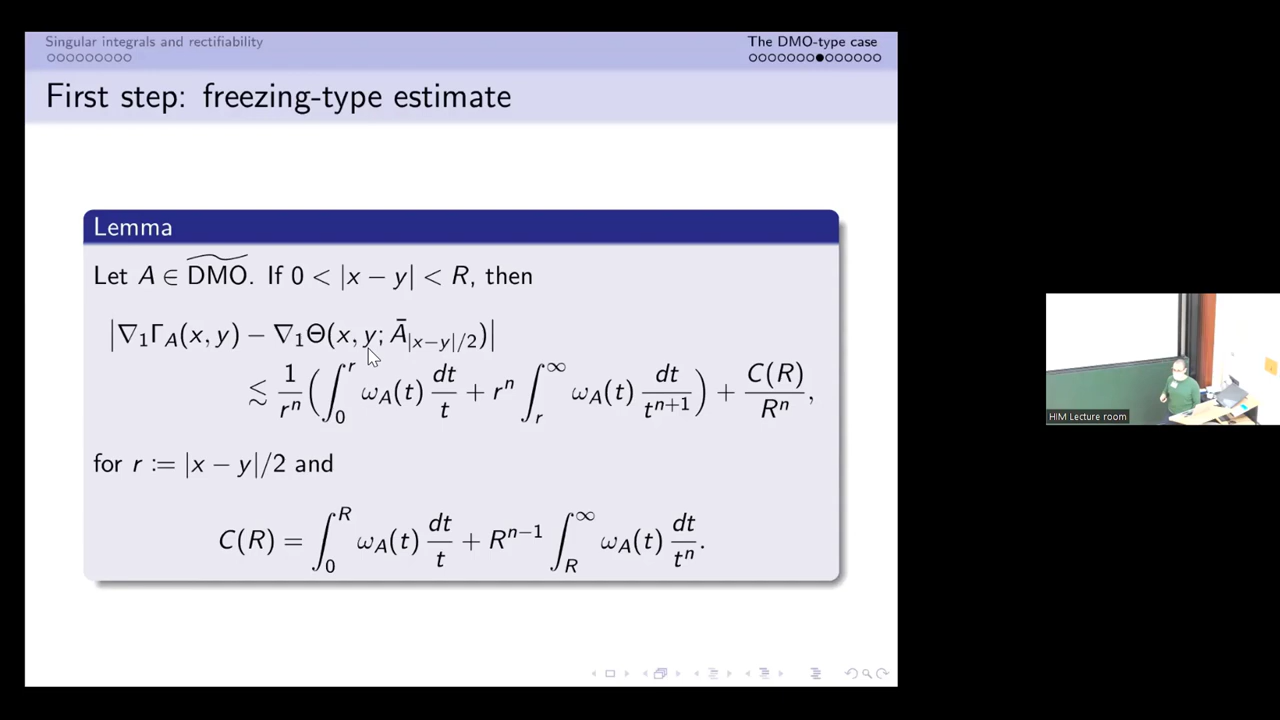 Singular integrals and rectifiability
The DMO-type case
First step: freezing-type estimate
Lemma
Let A ∈ D͠M͠O͠. If 0 < |x − y| < R, then
|∇₁Γ_A(x, y) − ∇₁Θ(x, y; Ā_{|x−y|/2})|
≲ 1/rⁿ (∫₀^r ω_A(t) dt/t + rⁿ ∫_r^∞ ω_A(t) dt/t^{n+1}) + C(R)/Rⁿ,
for r := |x − y|/2 and
C(R) = ∫₀^R ω_A(t) dt/t + R^{n−1} ∫_R^∞ ω_A(t) dt/tⁿ.
HIM Lecture room